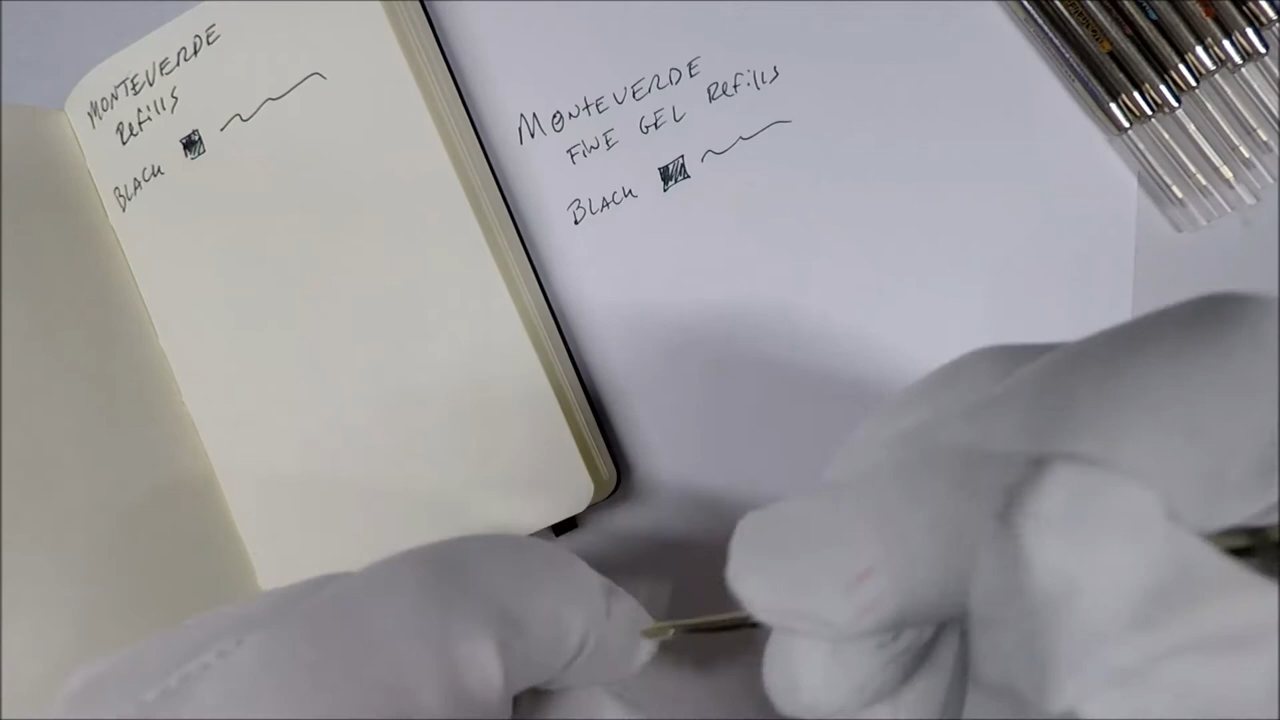 MONTEVERDE
Refills
BLACK
MONTEVERDE
FINE GEL Refills
BLACK